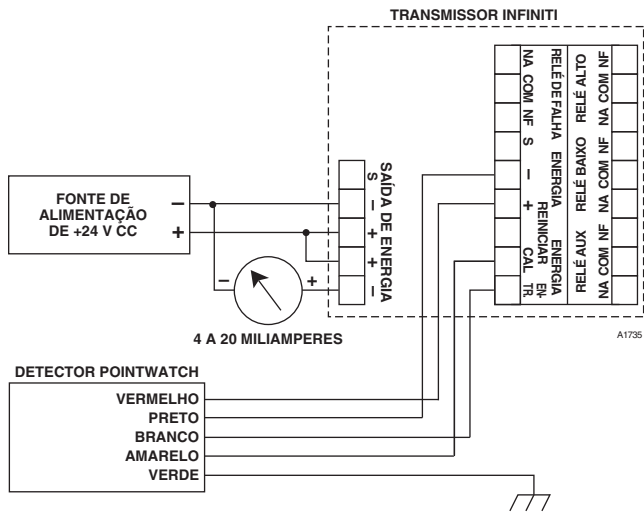 TRANSMISSOR INFINITI
NA COM NF
RELÉ DE FALHA
S – +
ENERGIA
REINICIAR
CAL
ENERGIA
TR.
EN-
RELÉ ALTO
NA COM NF
RELÉ BAIXO
NA COM NF
RELÉ AUX
NA COM NF
SAÍDA DE ENERGIA
S
–
+
+
–
FONTE DE
ALIMENTAÇÃO
DE +24 V CC
–
+
– +
4 A 20 MILIAMPERES
A1735
DETECTOR POINTWATCH
VERMELHO
PRETO
BRANCO
AMARELO
VERDE